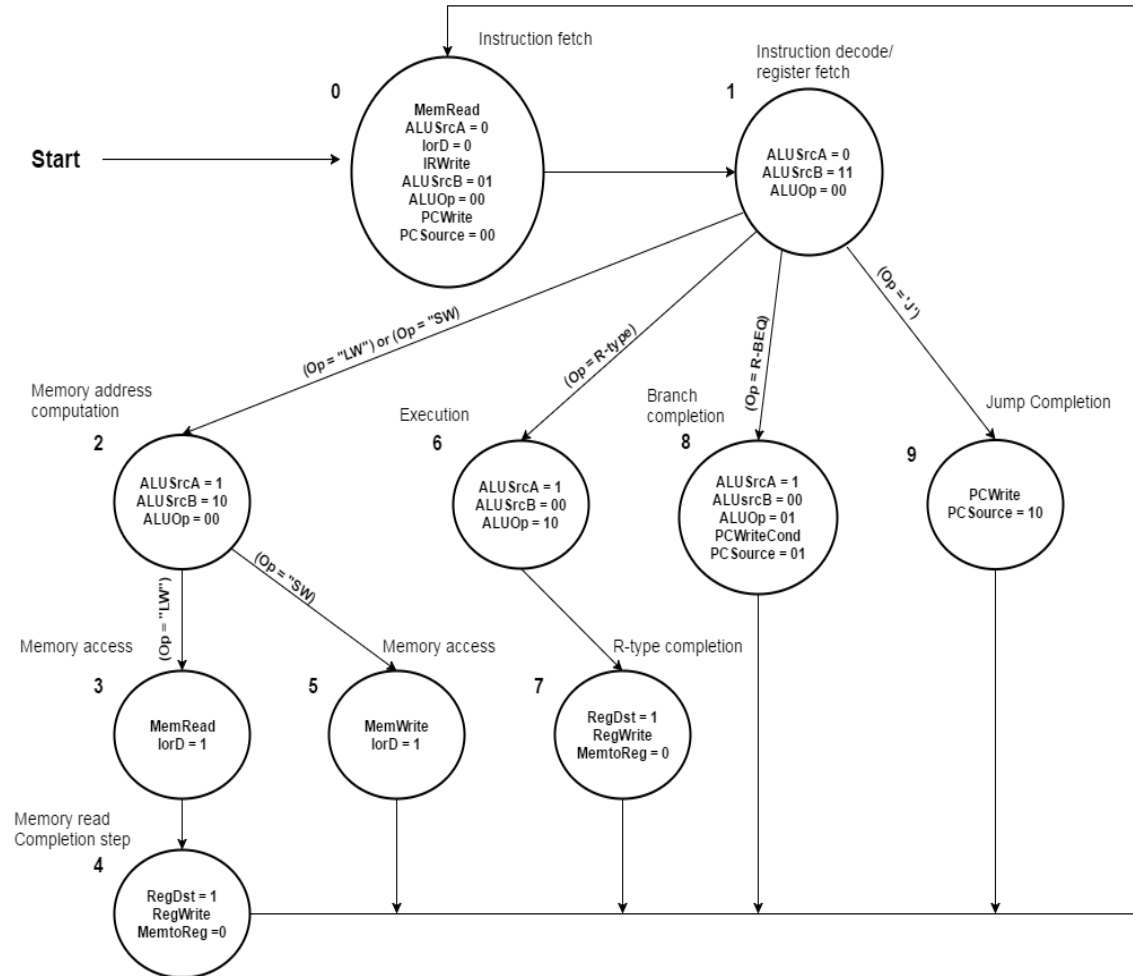 Instruction fetch
0
MemRead
ALUSrcA = 0
IorD = 0
IRWrite
ALUSrcB = 01
ALUOp = 00
PCWrite
PCSource = 00
Instruction decode/
register fetch
1
ALUSrcA = 0
ALUSrcB = 11
ALUOp = 00
Start
(Op = "LW") or (Op = "SW)
(Op = R-type)
(Op = R-BEQ)
(Op = 'J')
Memory address
computation
2
ALUSrcA = 1
ALUSrcB = 10
ALUOp = 00
Execution
6
ALUSrcA = 1
ALUSrcB = 00
ALUOp = 10
Branch
completion
8
ALUSrcA = 1
ALUsrcB = 00
ALUOp = 01
PCWriteCond
PCSource = 01
Jump Completion
9
PCWrite
PCSource = 10
(Op = "LW")
(Op = "SW)
Memory access
3
MemRead
IorD = 1
Memory access
5
MemWrite
IorD = 1
R-type completion
7
RegDst = 1
RegWrite
MemtoReg = 0
Memory read
Completion step
4
RegDst = 1
RegWrite
MemtoReg =0